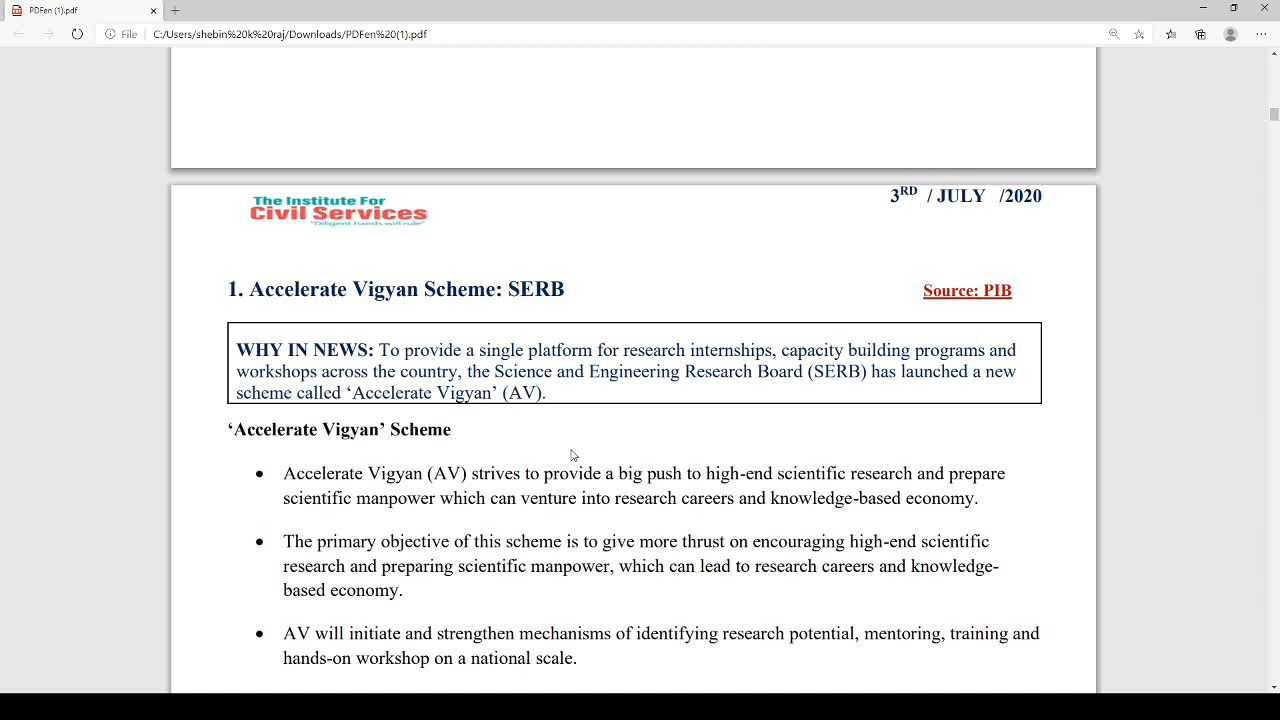 PDFen (1).pdf
File
C:/Users/shebin%20k%20raj/Downloads/PDFen%20(1).pdf
The Institute For
Civil Services
"Diligent hands will rule"
3RD / JULY /2020
1. Accelerate Vigyan Scheme: SERB
Source: PIB
WHY IN NEWS: To provide a single platform for research internships, capacity building programs and
workshops across the country, the Science and Engineering Research Board (SERB) has launched a new
scheme called ‘Accelerate Vigyan’ (AV).
‘Accelerate Vigyan’ Scheme
• Accelerate Vigyan (AV) strives to provide a big push to high-end scientific research and prepare
scientific manpower which can venture into research careers and knowledge-based economy.
• The primary objective of this scheme is to give more thrust on encouraging high-end scientific
research and preparing scientific manpower, which can lead to research careers and knowledge-
based economy.
• AV will initiate and strengthen mechanisms of identifying research potential, mentoring, training and
hands-on workshop on a national scale.